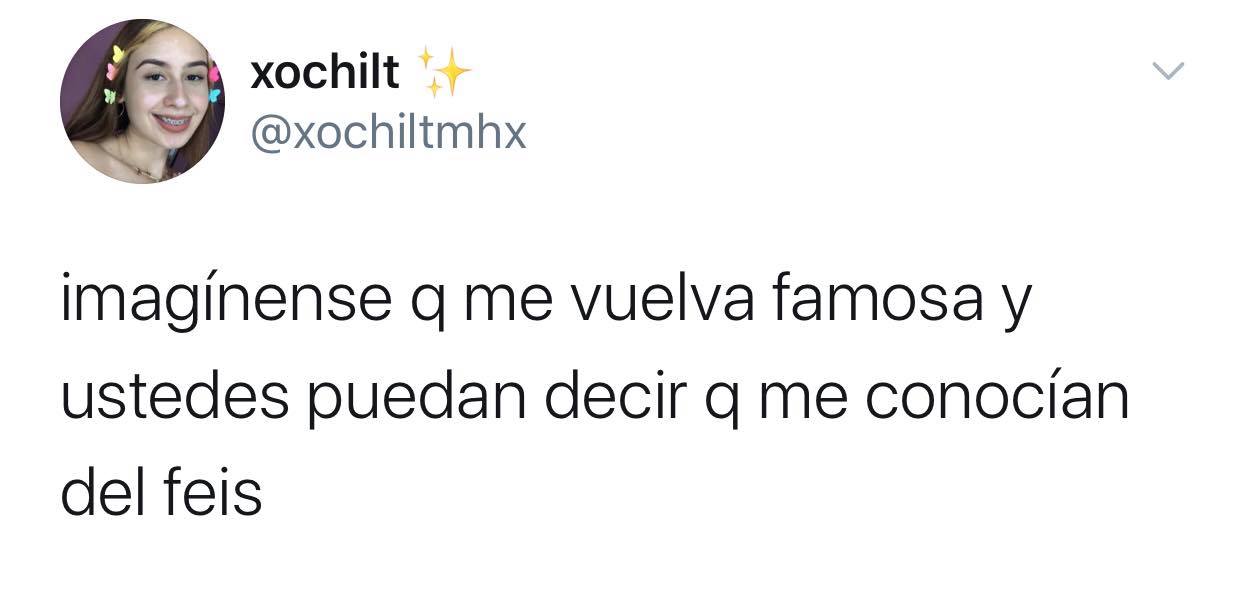 xochilt ✨
@xochiltmhx
imagínense q me vuelva famosa y
ustedes puedan decir q me conocían
del feis